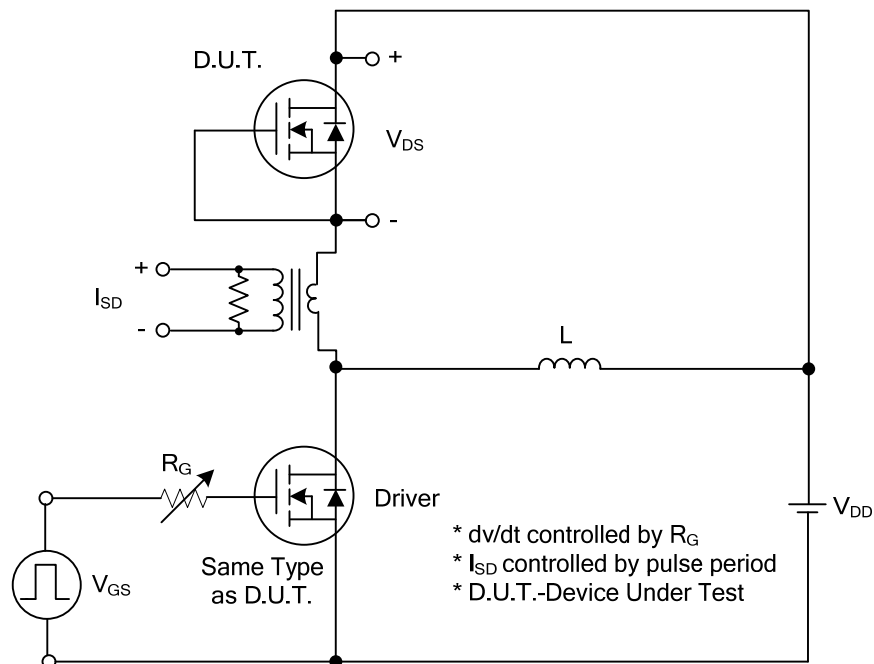 D.U.T.
+
V_DS
-
+
I_SD
-
L
R_G
Driver
V_DD
V_GS
Same Type
as D.U.T.
* dv/dt controlled by R_G
* I_SD controlled by pulse period
* D.U.T.-Device Under Test